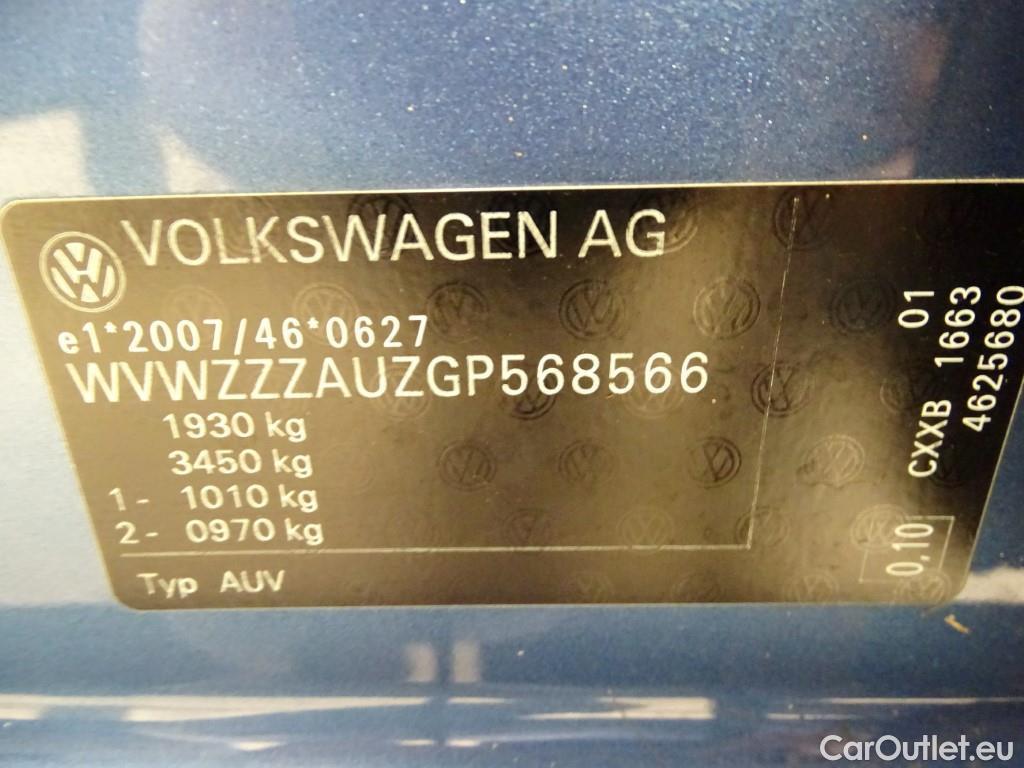 VOLKSWAGEN AG
e1*2007/46*0627
WVWZZZAUZGP568566
1930 kg
3450 kg
1- 1010 kg
2- 0970 kg
Typ AUV
01
CXXB 1663
4625680
0,10
CarOutlet.eu